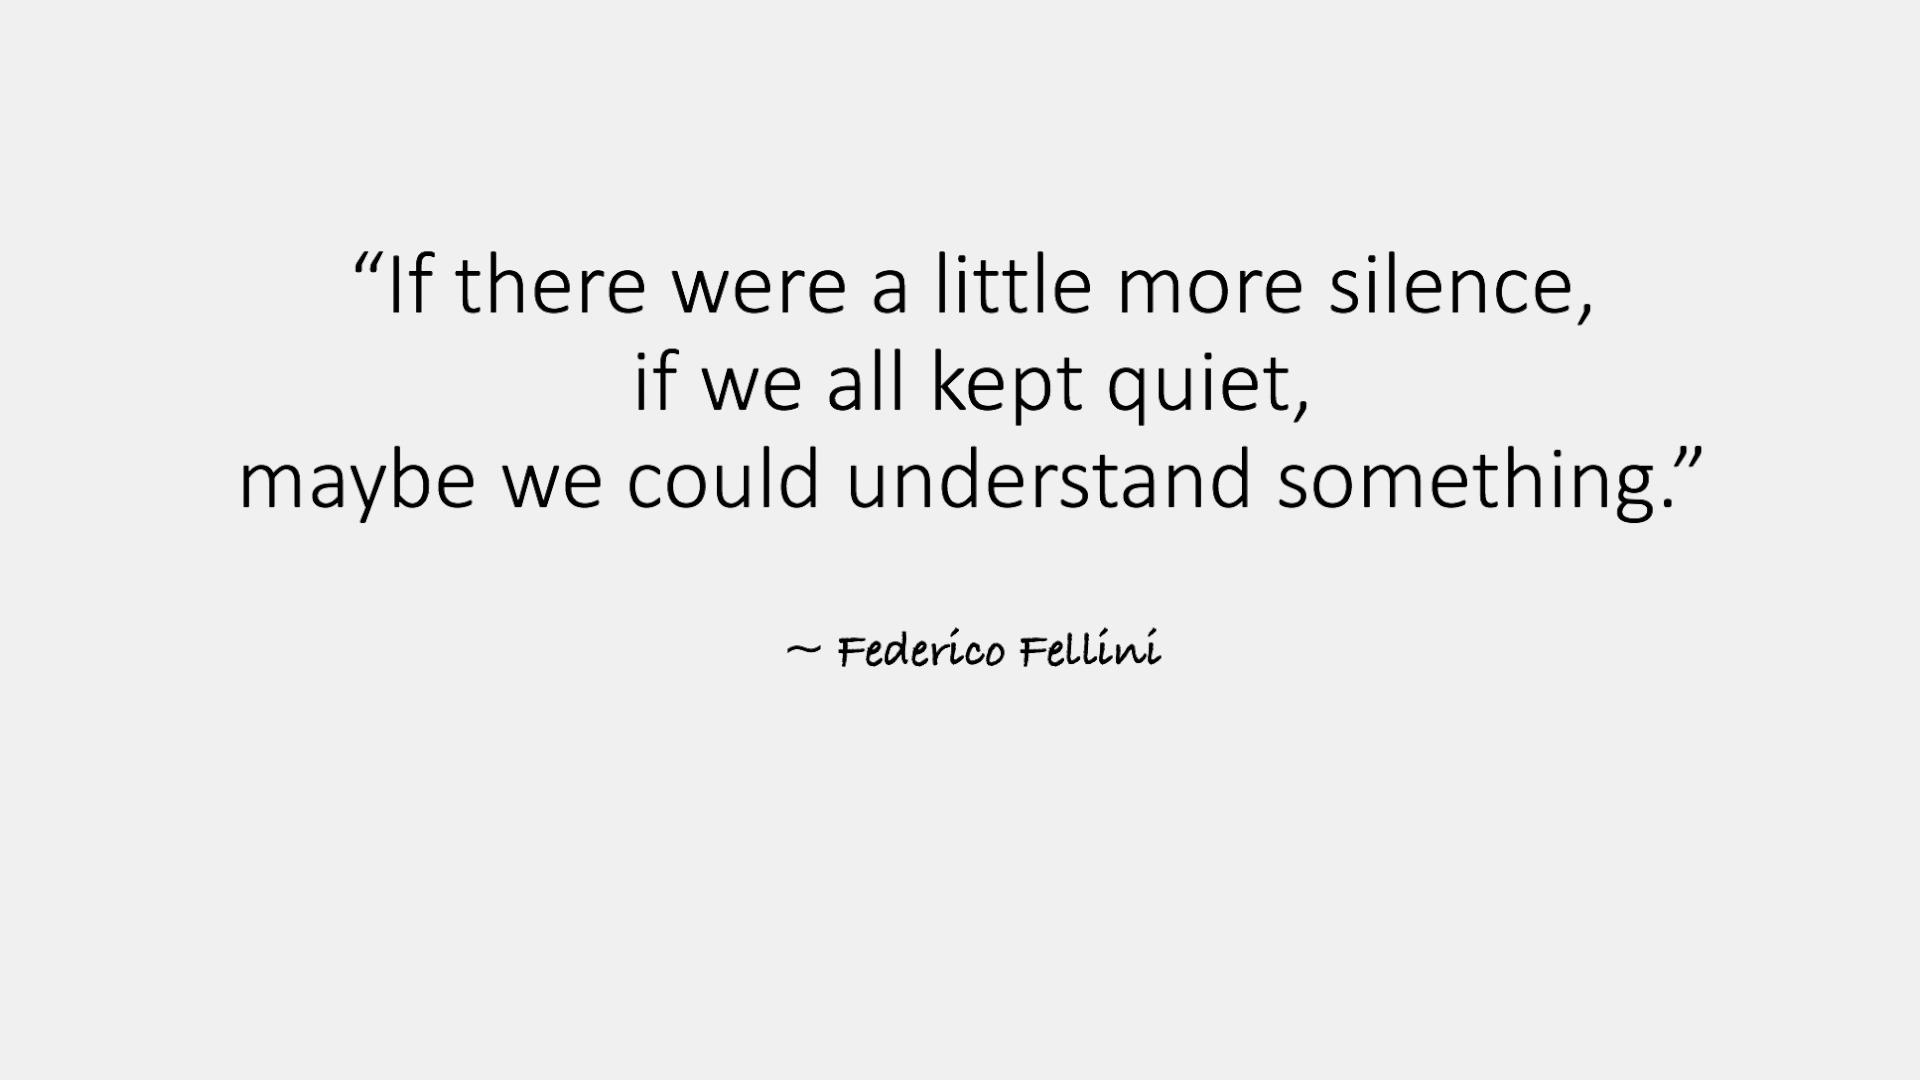 “If there were a little more silence,
if we all kept quiet,
maybe we could understand something.”
~ Federico Fellini